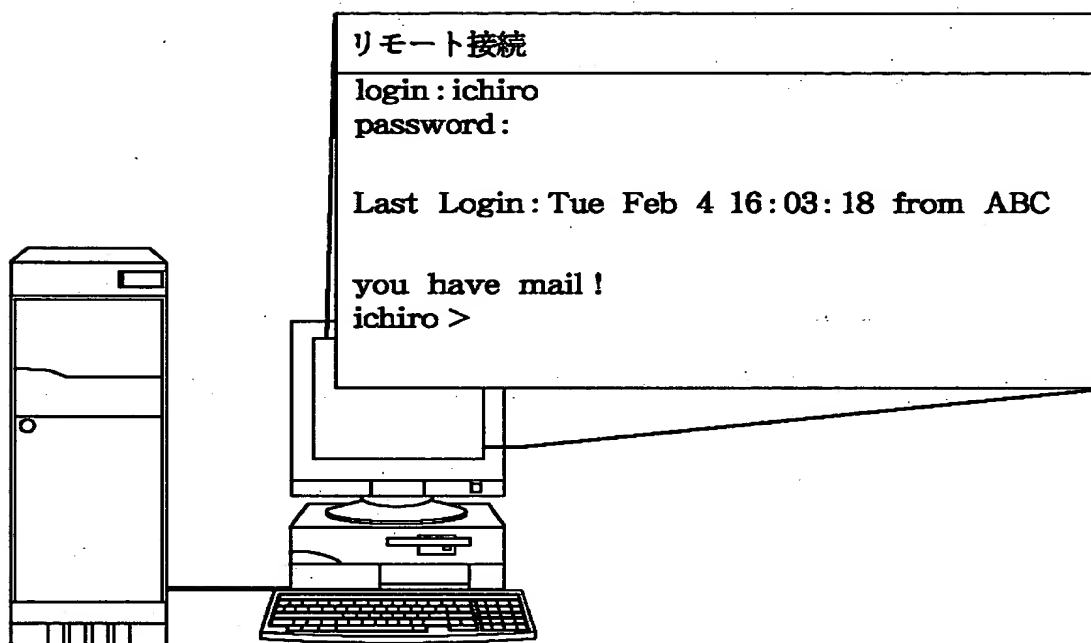 リモート接続
login:ichiro
password:
Last Login:Tue Feb 4 16:03:18 from ABC
you have mail!
ichiro>